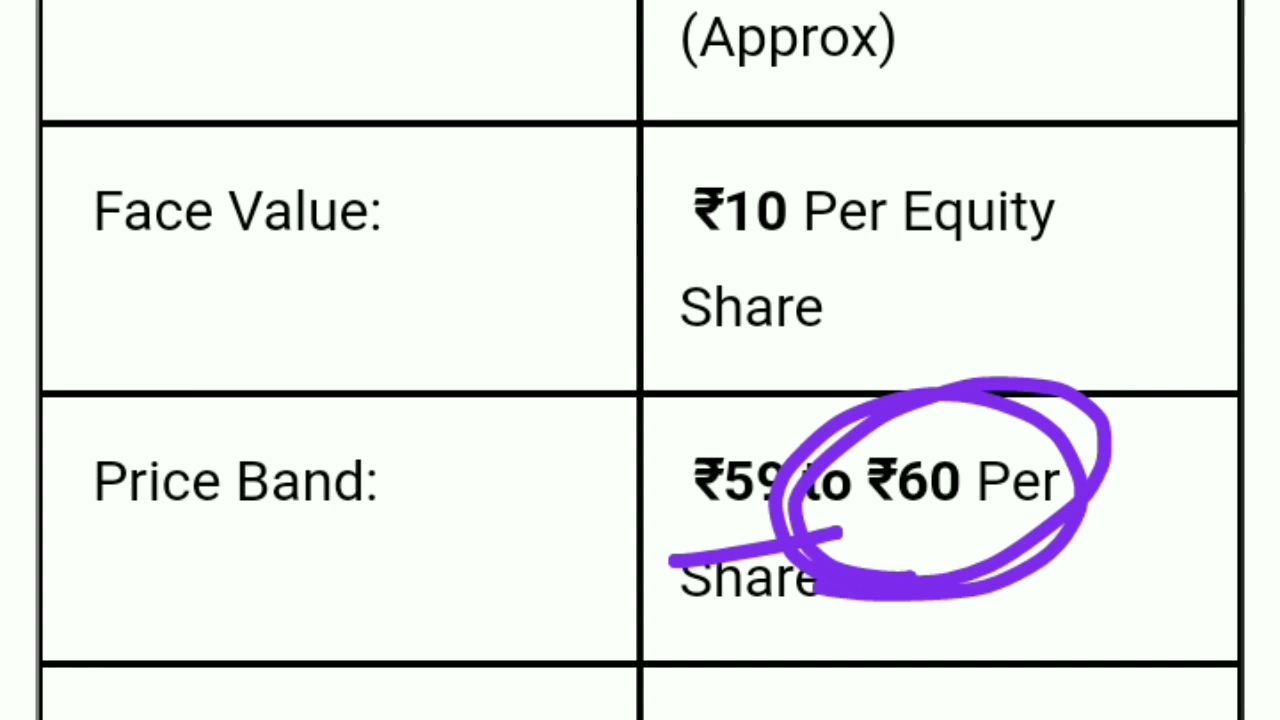 (Approx)
Face Value:
₹10 Per Equity
Share
Price Band:
₹59 to ₹60 Per
Share